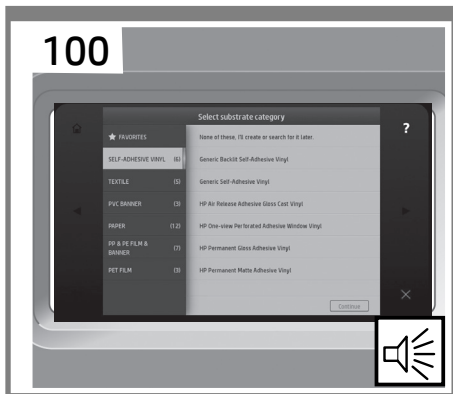 100
Select substrate category
?
FAVORITES
None of these, I'll create or search for it later.
SELF-ADHESIVE VINYL (6)
Generic Backlit Self-Adhesive Vinyl
TEXTILE (5)
Generic Self-Adhesive Vinyl
PVC BANNER (3)
HP Air Release Adhesive Gloss Cast Vinyl
PAPER (12)
HP One-view Perforated Adhesive Window Vinyl
PP & PE FILM &
BANNER (7)
HP Permanent Gloss Adhesive Vinyl
PET FILM (3)
HP Permanent Matte Adhesive Vinyl
Continue